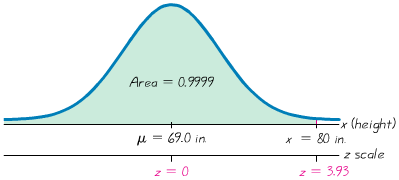 Area = 0.9999
x (height)
μ = 69.0 in. x = 80 in.
z scale
z = 0 z = 3.93